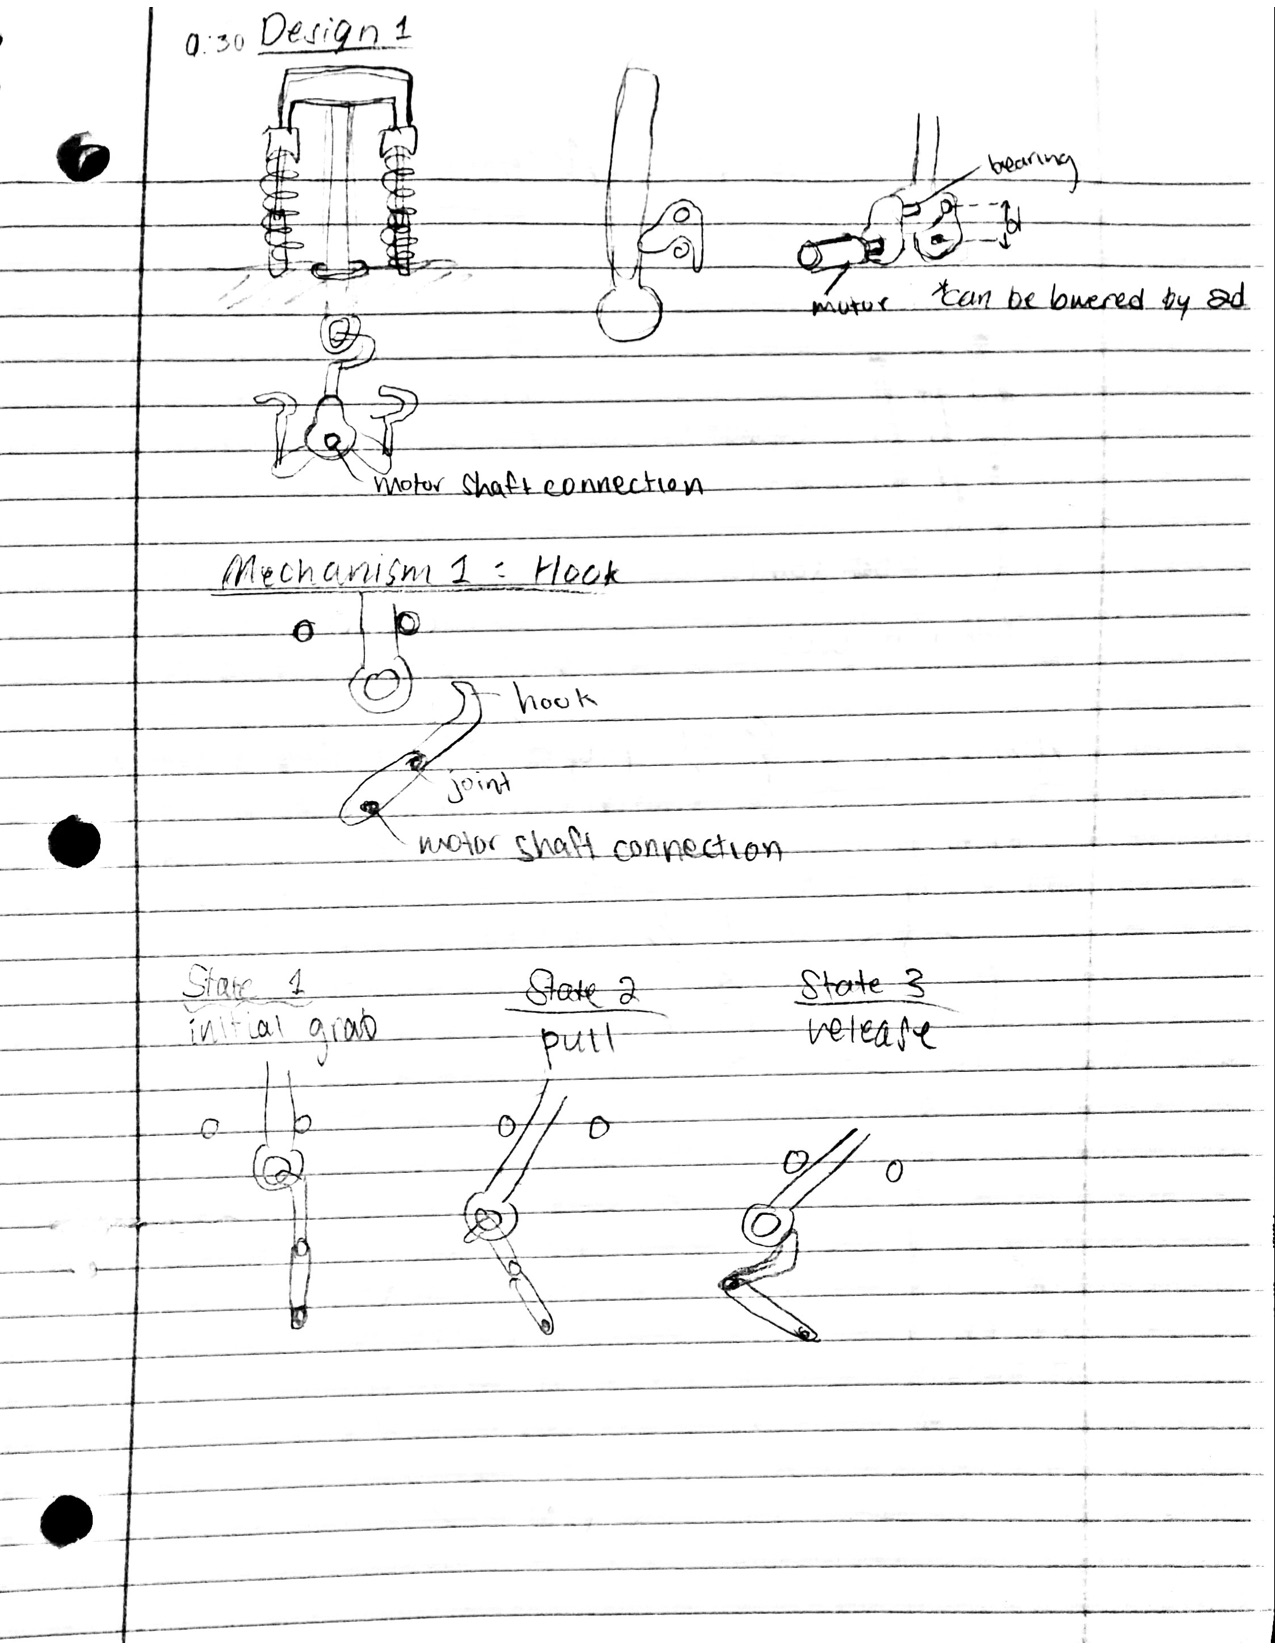 0:30 Design 1
bearing
d
motor *can be lowered by 2d
motor shaft connection
Mechanism 1 : Hook
hook
joint
motor shaft connection
State 1 State 2 State 3
initial grab pull release